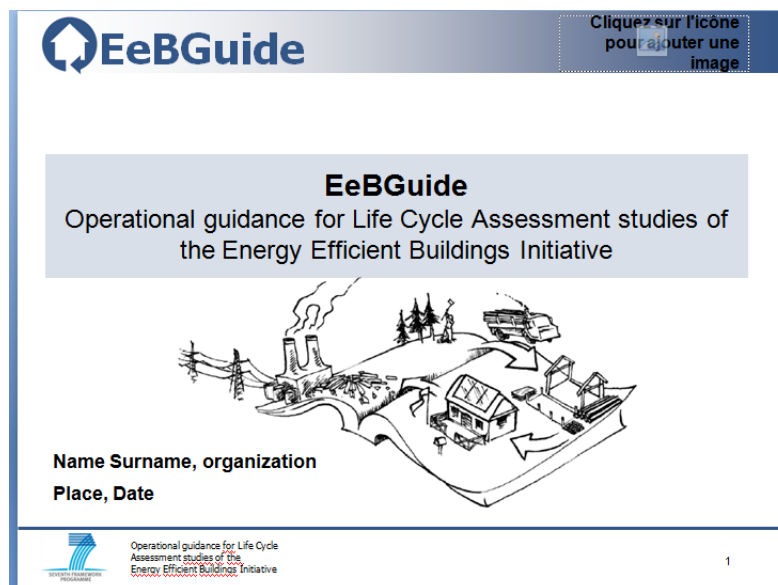 EeBGuide
Cliquez sur l'icône
pour ajouter une
image
EeBGuide
Operational guidance for Life Cycle Assessment studies of
the Energy Efficient Buildings Initiative
Name Surname, organization
Place, Date
SEVENTH FRAMEWORK
PROGRAMME
Operational guidance for Life Cycle
Assessment studies of the
Energy Efficient Buildings Initiative
1